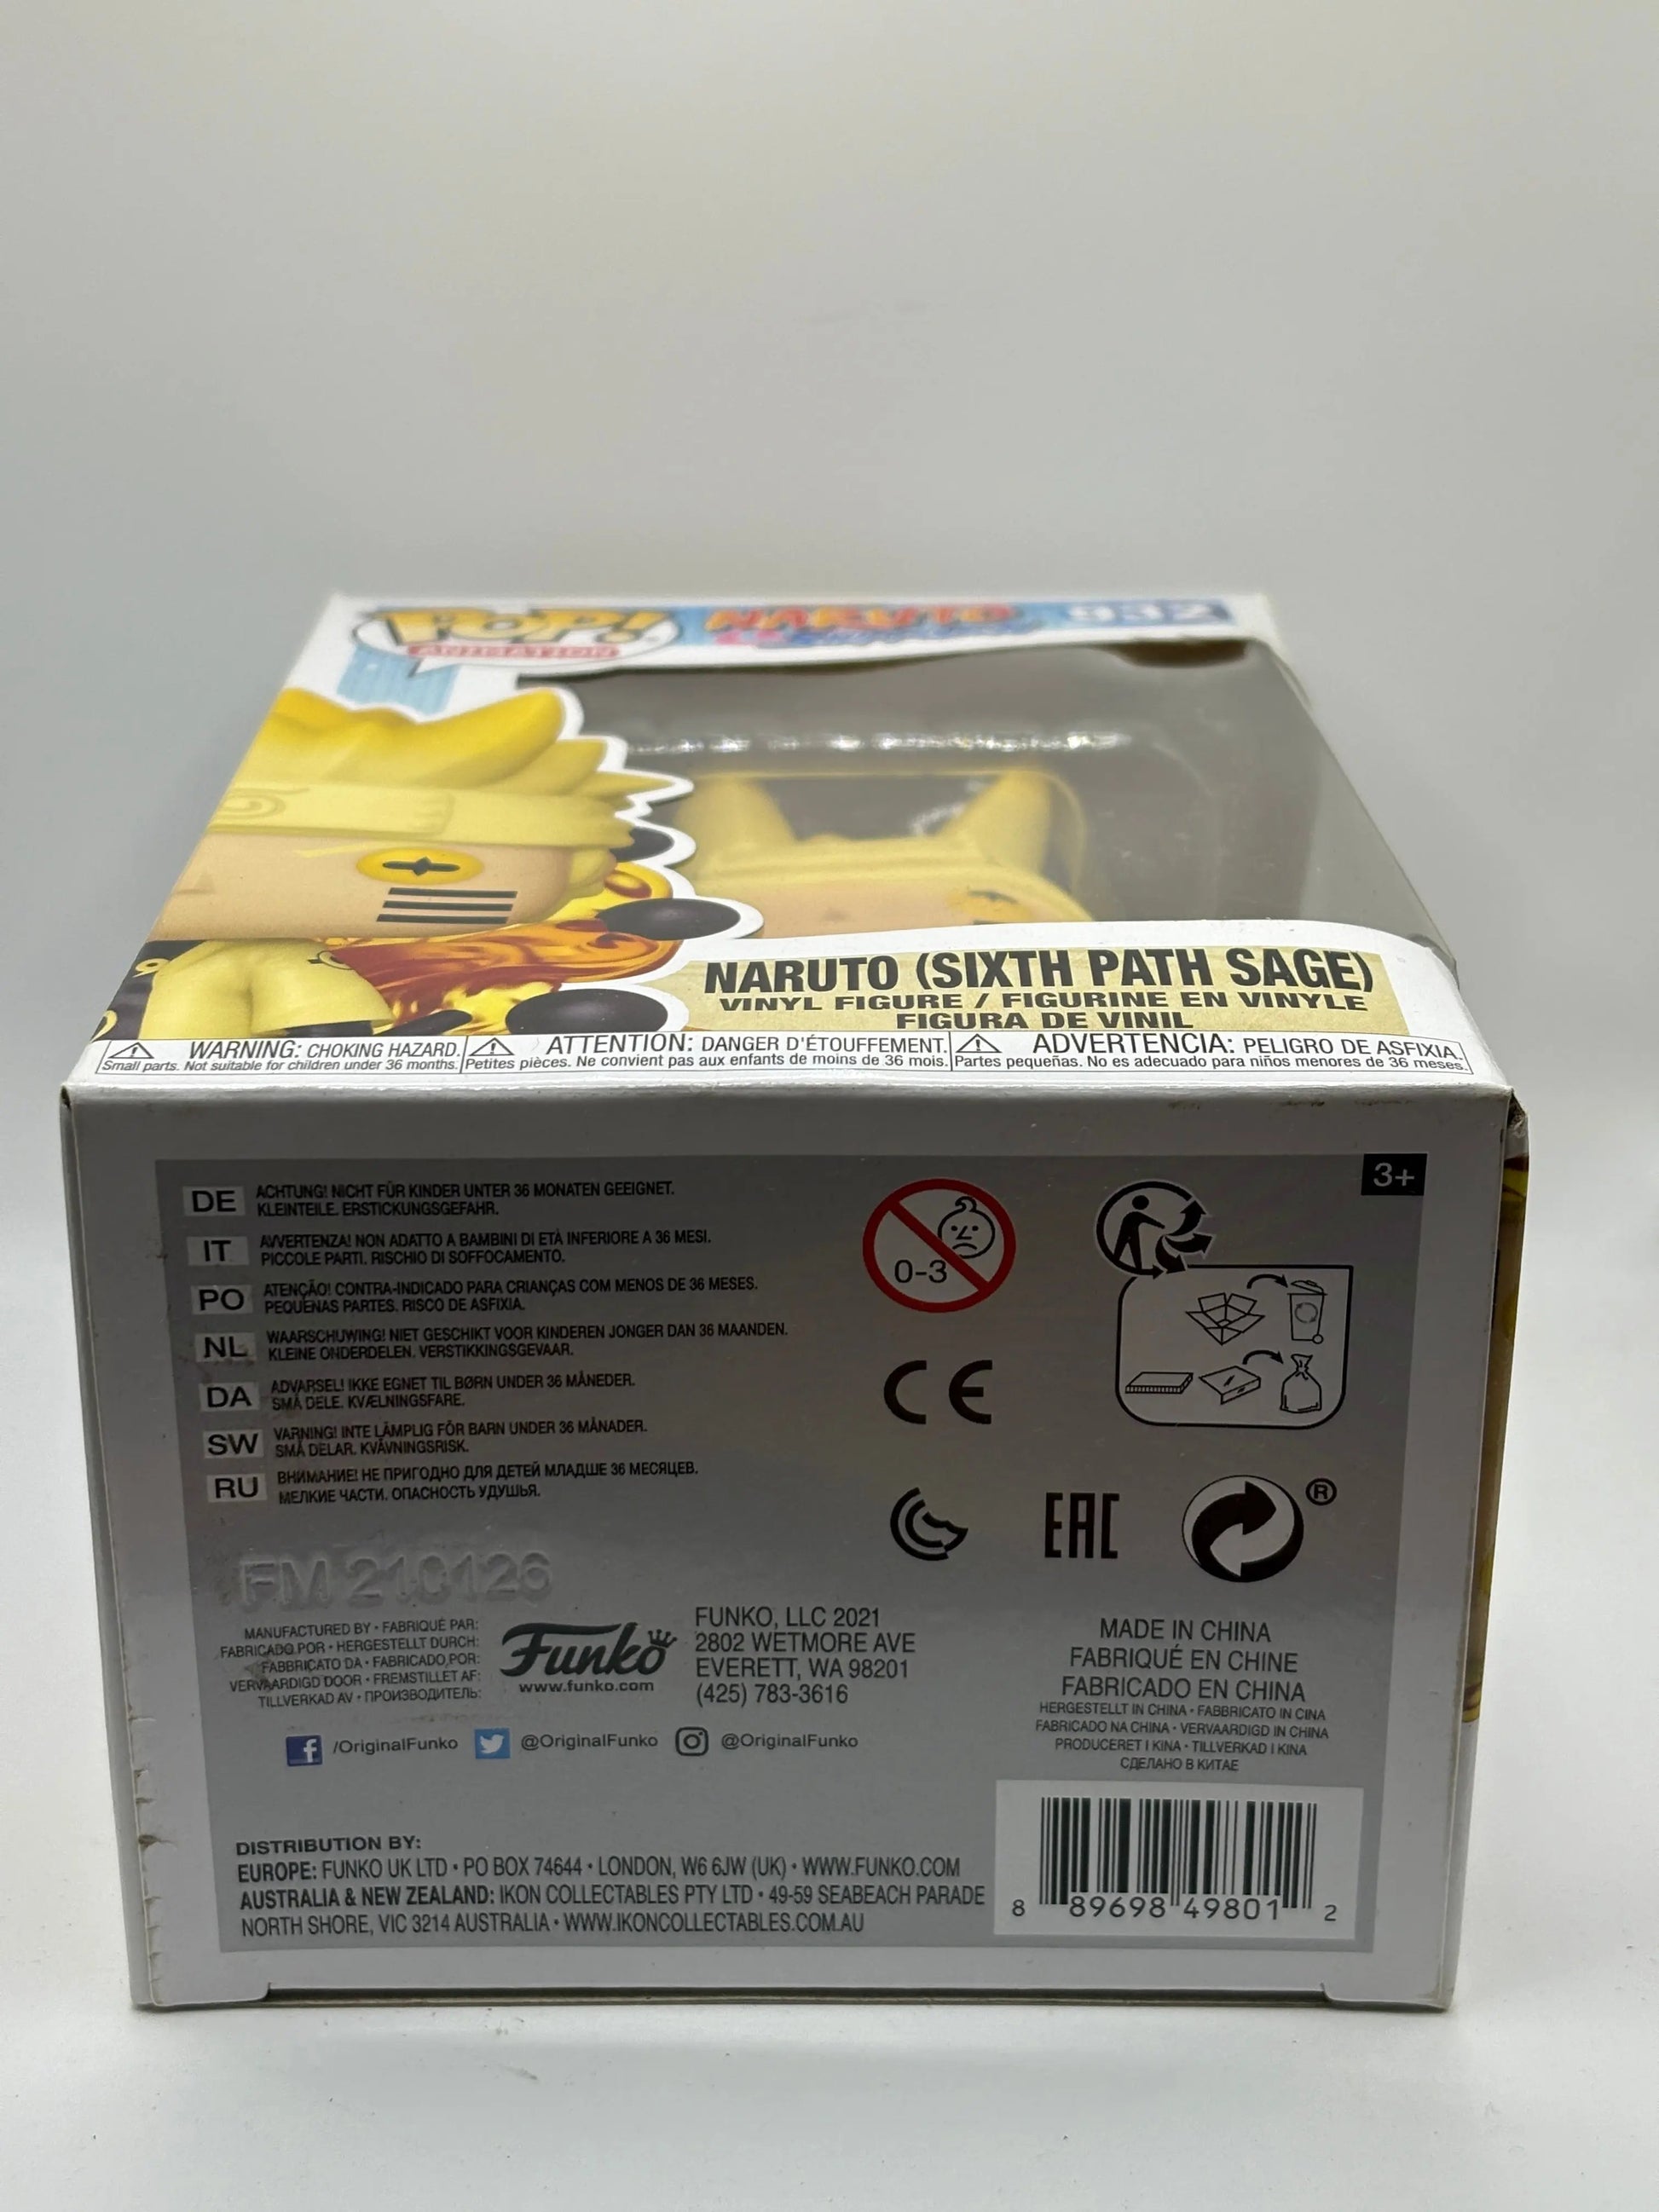 POP!
ANIMATION
NARUTO
932
NARUTO (SIXTH PATH SAGE)
VINYL FIGURE / FIGURINE EN VINYLE
FIGURA DE VINIL
WARNING: CHOKING HAZARD.
Small parts. Not suitable for children under 36 months.
ATTENTION: DANGER D'ÉTOUFFEMENT.
Petites pièces. Ne convient pas aux enfants de moins de 36 mois.
ADVERTENCIA: PELIGRO DE ASFIXIA.
Partes pequeñas. No es adecuado para niños menores de 36 meses.
3+
DE ACHTUNG! NICHT FÜR KINDER UNTER 36 MONATEN GEEIGNET.
KLEINTEILE. ERSTICKUNGSGEFAHR.
IT AVVERTENZA! NON ADATTO A BAMBINI DI ETÀ INFERIORE A 36 MESI.
PICCOLE PARTI. RISCHIO DI SOFFOCAMENTO.
PO ATENÇÃO! CONTRA-INDICADO PARA CRIANÇAS COM MENOS DE 36 MESES.
PEQUENAS PARTES. RISCO DE ASFIXIA.
NL WAARSCHUWING! NIET GESCHIKT VOOR KINDEREN JONGER DAN 36 MAANDEN.
KLEINE ONDERDELEN. VERSTIKKINGSGEVAAR.
DA ADVARSEL! IKKE EGNET TIL BØRN UNDER 36 MÅNEDER.
SMÅ DELE. KVÆLNINGSFARE.
SW VARNING! INTE LÄMPLIG FÖR BARN UNDER 36 MÅNADER.
SMÅ DELAR. KVÄVNINGSRISK.
RU ВНИМАНИЕ! НЕ ПРИГОДНО ДЛЯ ДЕТЕЙ МЛАДШЕ 36 МЕСЯЦЕВ.
МЕЛКИЕ ЧАСТИ. ОПАСНОСТЬ УДУШЬЯ.
0-3
CE
EAC
®
FM 210126
MANUFACTURED BY • FABRIQUÉ PAR:
FABRICADO POR • HERGESTELLT DURCH:
FABBRICATO DA • FABRICADO POR:
VERVAARDIGD DOOR • FREMSTILLET AF:
TILLVERKAD AV • ПРОИЗВОДИТЕЛЬ:
Funko
www.funko.com
FUNKO, LLC 2021
2802 WETMORE AVE
EVERETT, WA 98201
(425) 783-3616
MADE IN CHINA
FABRIQUÉ EN CHINE
FABRICADO EN CHINA
HERGESTELLT IN CHINA • FABBRICATO IN CINA
FABRICADO NA CHINA • VERVAARDIGD IN CHINA
PRODUCERET I KINA • TILLVERKAD I KINA
СДЕЛАНО В КИТАЕ
/OriginalFunko @OriginalFunko @OriginalFunko
DISTRIBUTION BY:
EUROPE: FUNKO UK LTD • PO BOX 74644 • LONDON, W6 6JW (UK) • WWW.FUNKO.COM
AUSTRALIA & NEW ZEALAND: IKON COLLECTABLES PTY LTD • 49-59 SEABEACH PARADE
NORTH SHORE, VIC 3214 AUSTRALIA • WWW.IKONCOLLECTABLES.COM.AU
8 89698 49801 2